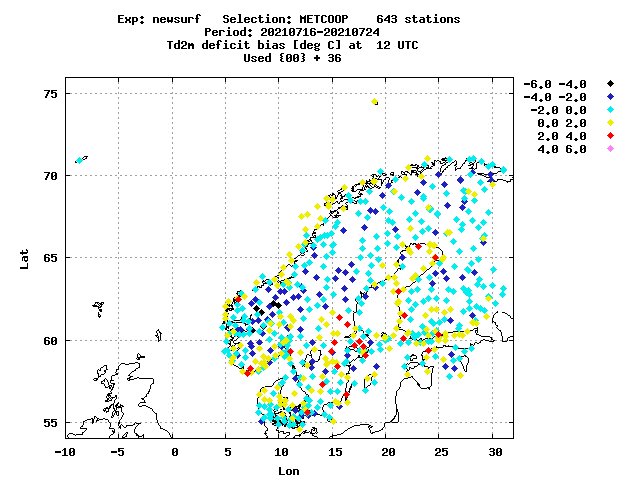 Exp: newsurf Selection: METCOOP 643 stations
Period: 20210716-20210724
Td2m deficit bias [deg C] at 12 UTC
Used {00} + 36
-6.0 -4.0
-4.0 -2.0
-2.0 0.0
0.0 2.0
2.0 4.0
4.0 6.0
75
70
65
60
55
Lat
-10 -5 0 5 10 15 20 25 30
Lon